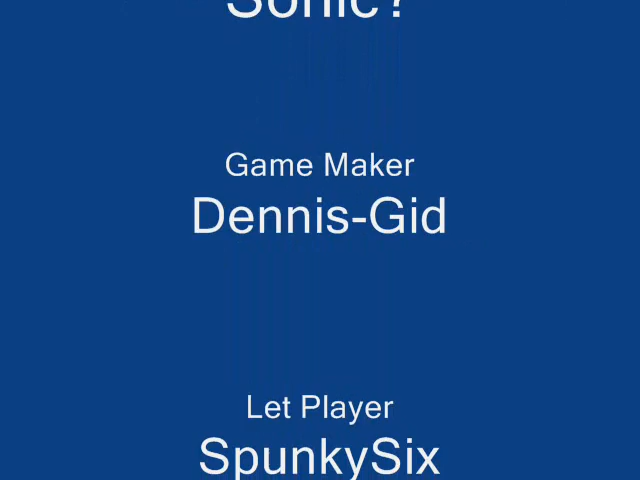 Sonic?
Game Maker
Dennis-Gid
Let Player
SpunkySix